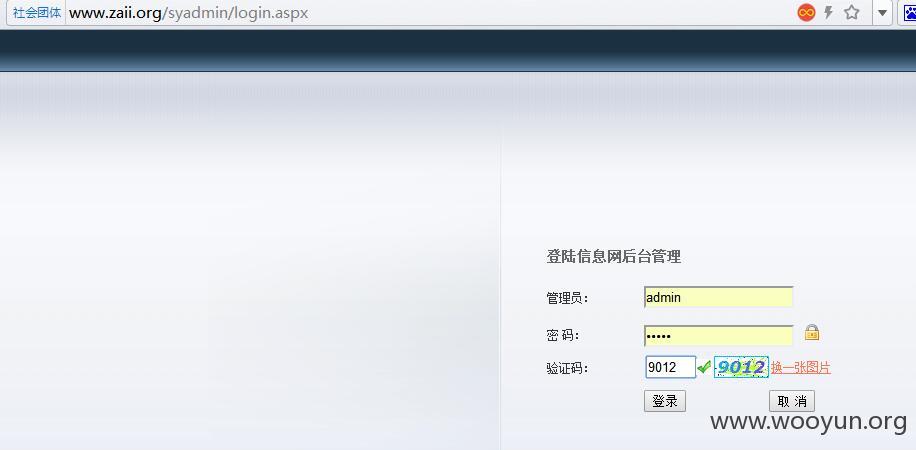 社会团体 www.zaii.org/syadmin/login.aspx
登陆信息网后台管理
管理员： admin
密 码： •••••
验证码： 9012 9012 换一张图片
登录 取 消
www.wooyun.org